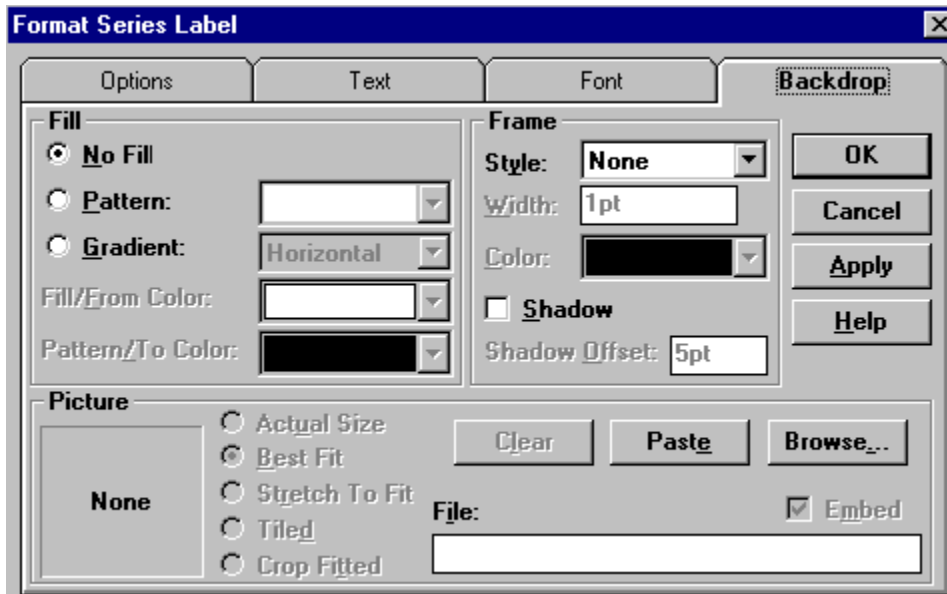 Format Series Label
Options Text Font Backdrop
Fill
No Fill
Pattern:
Gradient: Horizontal
Fill/From Color:
Pattern/To Color:
Frame
Style: None
Width: 1pt
Color:
Shadow
Shadow Offset: 5pt
OK
Cancel
Apply
Help
Picture
None
Actual Size
Best Fit
Stretch To Fit
Tiled
Crop Fitted
Clear Paste Browse...
File: Embed